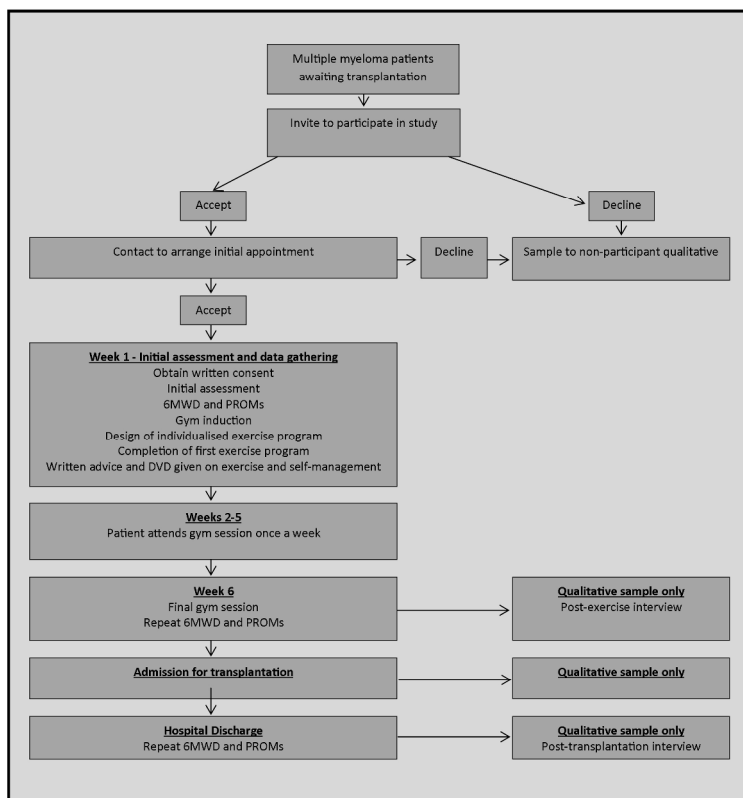 Multiple myeloma patients
awaiting transplantation
Invite to participate in study
Accept
Decline
Contact to arrange initial appointment
Decline
Sample to non-participant qualitative
Accept
Week 1 - Initial assessment and data gathering
Obtain written consent
Initial assessment
6MWD and PROMs
Gym induction
Design of individualised exercise program
Completion of first exercise program
Written advice and DVD given on exercise and self-management
Weeks 2-5
Patient attends gym session once a week
Week 6
Final gym session
Repeat 6MWD and PROMs
Qualitative sample only
Post-exercise interview
Admission for transplantation
Qualitative sample only
Hospital Discharge
Repeat 6MWD and PROMs
Qualitative sample only
Post-transplantation interview